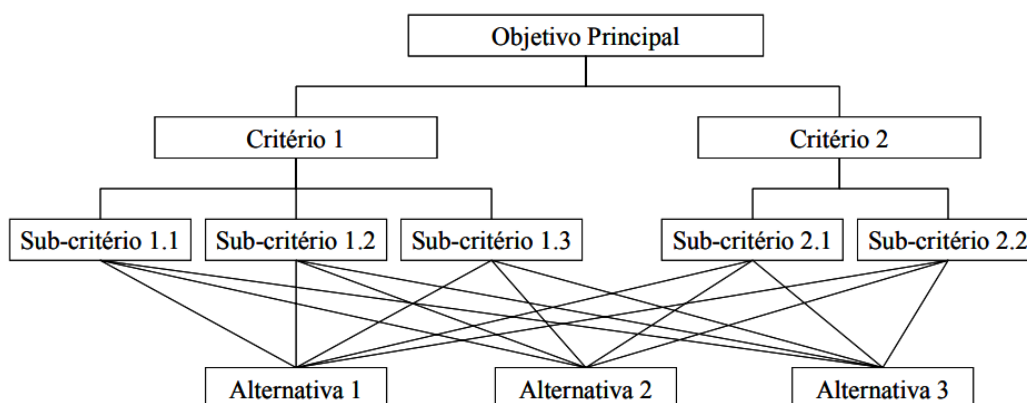 Objetivo Principal
Critério 1
Critério 2
Sub-critério 1.1
Sub-critério 1.2
Sub-critério 1.3
Sub-critério 2.1
Sub-critério 2.2
Alternativa 1
Alternativa 2
Alternativa 3